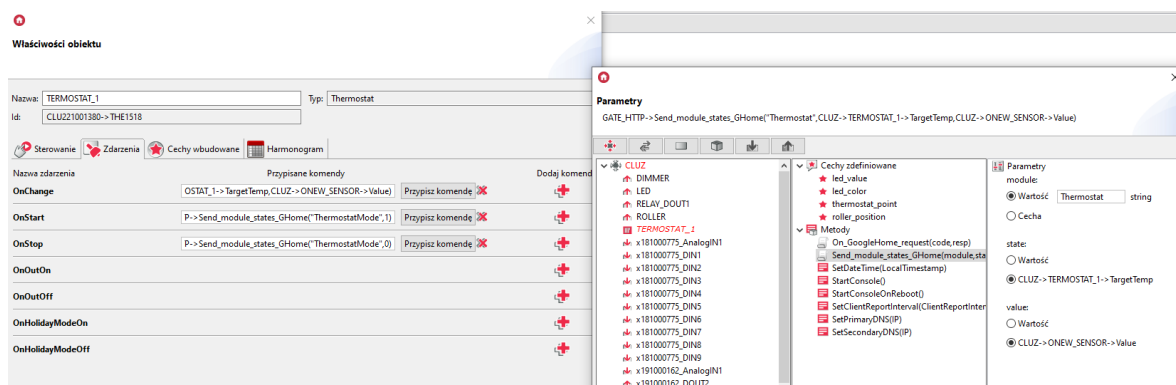 Właściwości obiektu
Nazwa: TERMOSTAT_1 Typ: Thermostat
Id: CLU221001380->THE1518
Sterowanie Zdarzenia Cechy wbudowane Harmonogram
Nazwa zdarzenia Przypisane komendy Dodaj komend
OnChange OSTAT_1->TargetTemp,CLUZ->ONEW_SENSOR->Value) Przypisz komendę
OnStart P->Send_module_states_GHome("ThermostatMode",1) Przypisz komendę
OnStop P->Send_module_states_GHome("ThermostatMode",0) Przypisz komendę
OnOutOn
OnOutOff
OnHolidayModeOn
OnHolidayModeOff
Parametry
GATE_HTTP->Send_module_states_GHome("Thermostat",CLUZ->TERMOSTAT_1->TargetTemp,CLUZ->ONEW_SENSOR->Value)
CLUZ
DIMMER
LED
RELAY_DOUT1
ROLLER
TERMOSTAT_1
x181000775_AnalogIN1
x181000775_DIN1
x181000775_DIN2
x181000775_DIN3
x181000775_DIN4
x181000775_DIN5
x181000775_DIN6
x181000775_DIN7
x181000775_DIN8
x181000775_DIN9
x191000162_AnalogIN1
x191000162_DOUT2
Cechy zdefiniowane
led_value
led_color
thermostat_point
roller_position
Metody
On_GoogleHome_request(code,resp)
Send_module_states_GHome(module,sta
SetDateTime(LocalTimestamp)
StartConsole()
StartConsoleOnReboot()
SetClientReportInterval(ClientReportInter
SetPrimaryDNS(IP)
SetSecondaryDNS(IP)
Parametry
module:
Wartość Thermostat string
Cecha
state:
Wartość
CLUZ->TERMOSTAT_1->TargetTemp
value:
Wartość
CLUZ->ONEW_SENSOR->Value